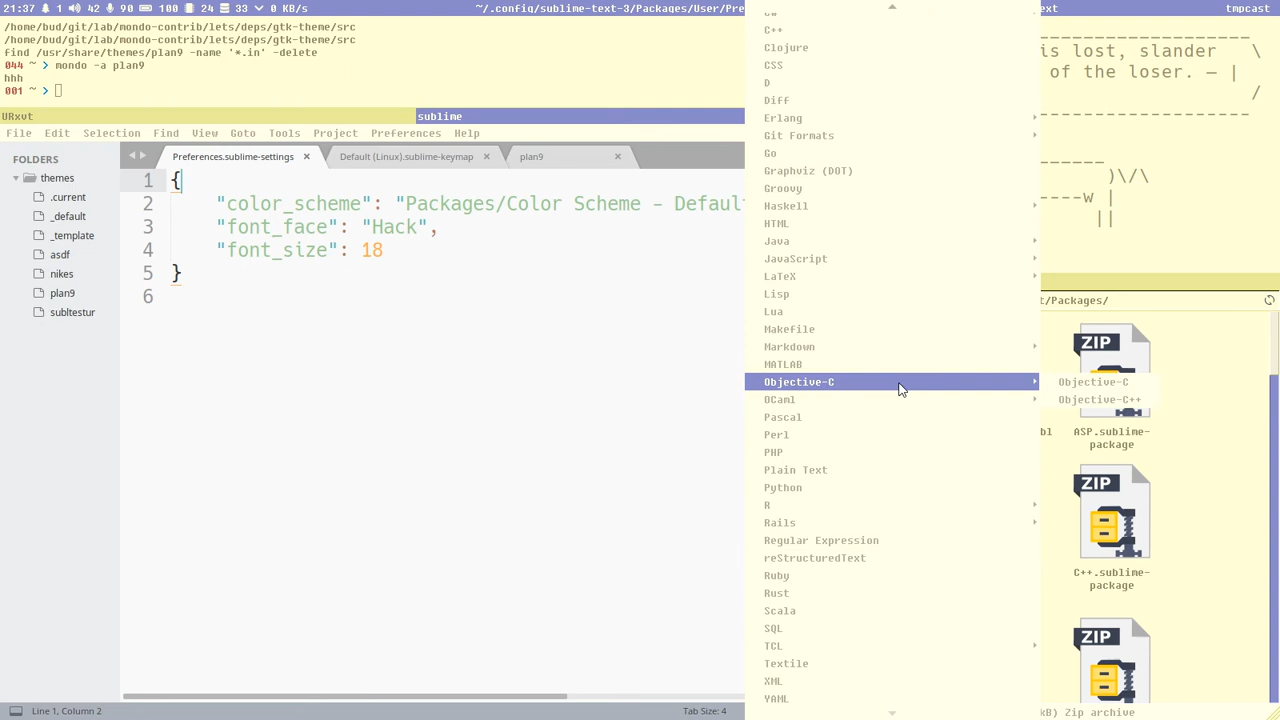 21:37 1 42 90 100 24 33 0 KB/s
~/.config/sublime-text-3/Packages/User/Pre
ext
tmpcast
/home/bud/git/lab/mondo-contrib/lets/deps/gtk-theme/src
/home/bud/git/lab/mondo-contrib/lets/deps/gtk-theme/src
find /usr/share/themes/plan9 -name '*.in' -delete
044 ~ > mondo -a plan9
hhh
001 ~ >
URxvt
sublime
File Edit Selection Find View Goto Tools Project Preferences Help
FOLDERS
themes
.current
_default
_template
asdf
nikes
plan9
subltestur
Preferences.sublime-settings ×
Default (Linux).sublime-keymap ×
plan9 ×
1 {
2 "color_scheme": "Packages/Color Scheme - Default
3 "font_face": "Hack",
4 "font_size": 18
5 }
6
Line 1, Column 2
Tab Size: 4
C++
Clojure
CSS
D
Diff
Erlang
Git Formats
Go
Graphviz (DOT)
Groovy
Haskell
HTML
Java
JavaScript
LaTeX
Lisp
Lua
Makefile
Markdown
MATLAB
Objective-C
OCaml
Pascal
Perl
PHP
Plain Text
Python
R
Rails
Regular Expression
reStructuredText
Ruby
Rust
Scala
SQL
TCL
Textile
XML
YAML
Objective-C
Objective-C++
is lost, slander \
of the loser. — |
/
)\/\
----w |
||
t/Packages/
ZIP
bl
ASP.sublime-
package
ZIP
C++.sublime-
package
ZIP
kB) Zip archive